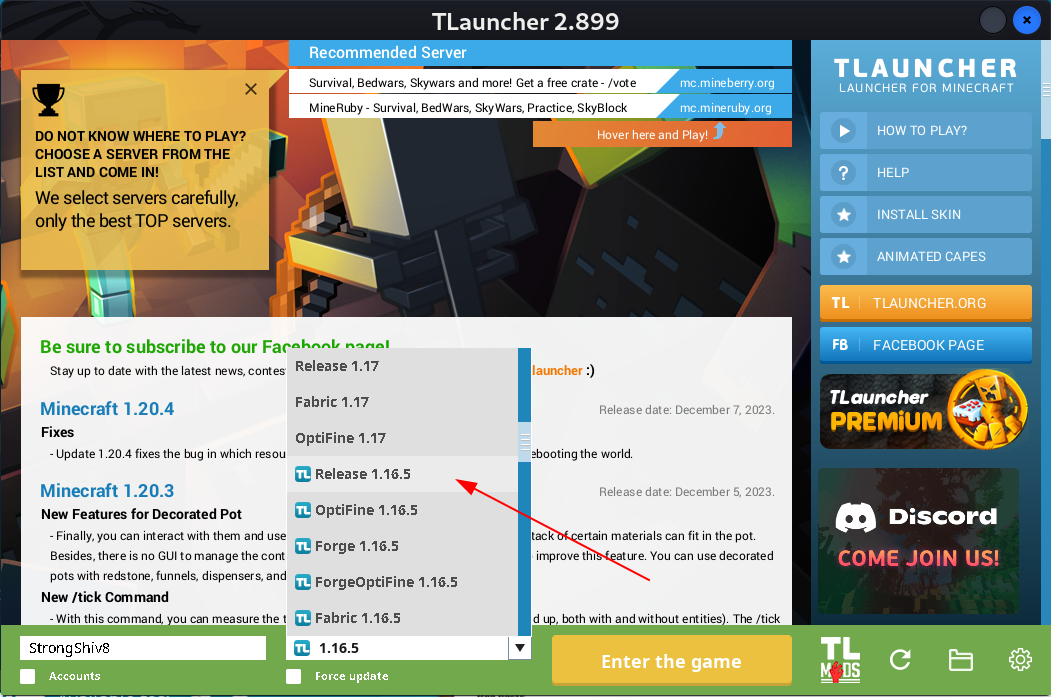 TLauncher 2.899
Recommended Server
Survival, Bedwars, Skywars and more! Get a free crate - /vote mc.mineberry.org
MineRuby - Survival, BedWars, SkyWars, Practice, SkyBlock mc.mineruby.org
Hover here and Play!
DO NOT KNOW WHERE TO PLAY?
CHOOSE A SERVER FROM THE
LIST AND COME IN!
We select servers carefully,
only the best TOP servers.
TLAUNCHER
LAUNCHER FOR MINECRAFT
HOW TO PLAY?
? HELP
INSTALL SKIN
ANIMATED CAPES
TL TLAUNCHER.ORG
FB FACEBOOK PAGE
TLauncher
PREMIUM
Discord
COME JOIN US!
Be sure to subscribe to our Facebook page!
Stay up to date with the latest news, launcher :)
Minecraft 1.20.4 Release date: December 7, 2023.
Fixes
- Update 1.20.4 fixes the bug in which ebooting the world.
Minecraft 1.20.3 Release date: December 5, 2023.
New Features for Decorated Pot
- Finally, you can interact with them and use tack of certain materials can fit in the pot.
Besides, there is no GUI to manage the improve this feature. You can use decorated
pots with redstone, funnels, dispensers, and
New /tick Command
- With this command, you can measure the d up, both with and without entities). The /tick
Release 1.17
Fabric 1.17
OptiFine 1.17
TL Release 1.16.5
TL OptiFine 1.16.5
TL Forge 1.16.5
TL ForgeOptiFine 1.16.5
TL Fabric 1.16.5
StrongShiv8
TL 1.16.5
Enter the game
Accounts
Force update
TL
MODS